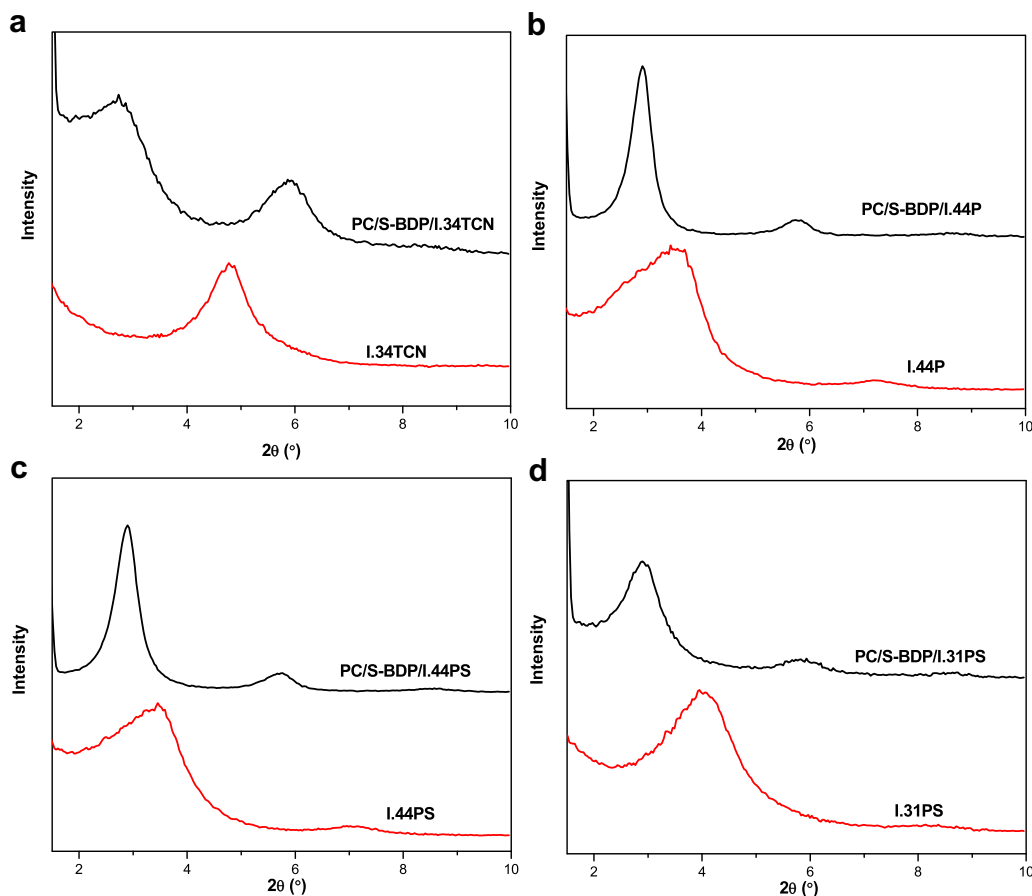 a
Intensity
PC/S-BDP/I.34TCN
I.34TCN
2 4 6 8 10
2θ (°)
b
Intensity
PC/S-BDP/I.44P
I.44P
2 4 6 8 10
2θ (°)
c
Intensity
PC/S-BDP/I.44PS
I.44PS
2 4 6 8 10
2θ (°)
d
Intensity
PC/S-BDP/I.31PS
I.31PS
2 4 6 8 10
2θ (°)